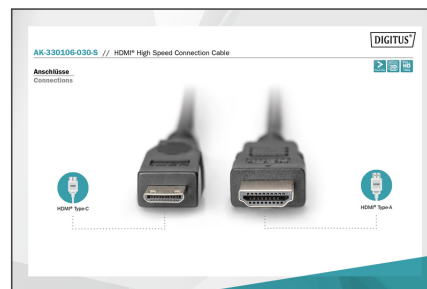 DIGITUS®
AK-330106-030-S // HDMI® High Speed Connection Cable
Anschlüsse
Connections
HDMI® Type C
HDMI® Type A